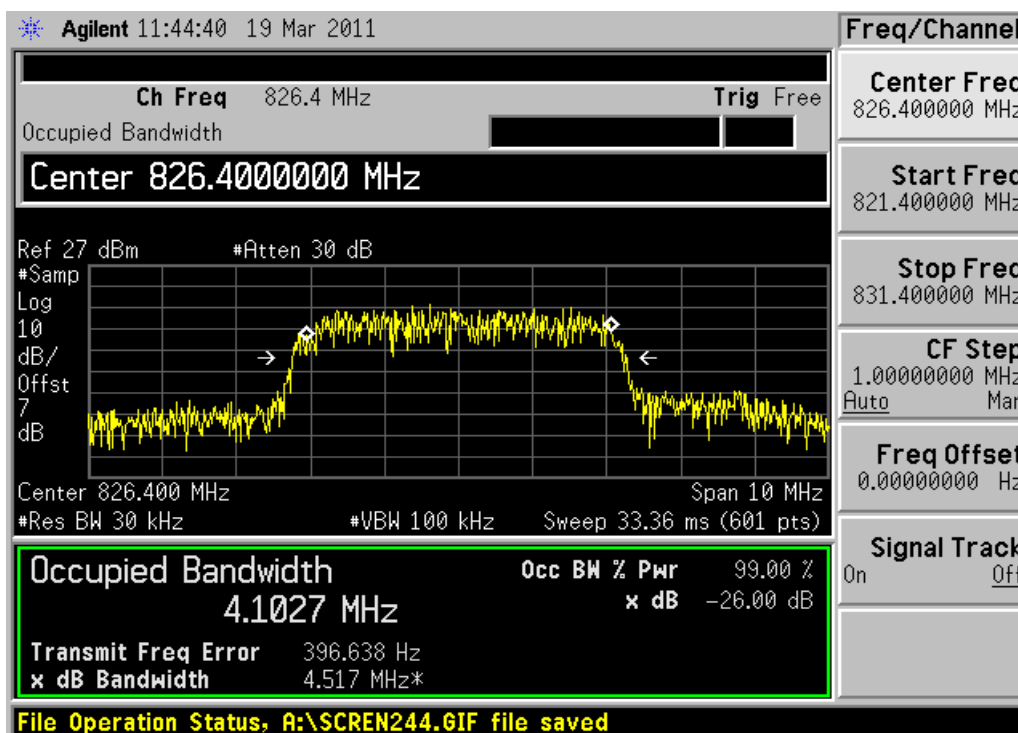 Agilent 11:44:40 19 Mar 2011
Ch Freq 826.4 MHz Trig Free
Occupied Bandwidth
Center 826.4000000 MHz
Ref 27 dBm #Atten 30 dB
#Samp
Log
10
dB/
Offst
7
dB
Center 826.400 MHz Span 10 MHz
#Res BW 30 kHz #VBW 100 kHz Sweep 33.36 ms (601 pts)
Occupied Bandwidth Occ BW % Pwr 99.00 %
4.1027 MHz x dB -26.00 dB
Transmit Freq Error 396.638 Hz
x dB Bandwidth 4.517 MHz*
File Operation Status, A:\SCREN244.GIF file saved
Freq/Channel
Center Freq
826.400000 MHz
Start Freq
821.400000 MHz
Stop Freq
831.400000 MHz
CF Step
1.00000000 MHz
Auto Man
Freq Offset
0.00000000 Hz
Signal Track
On Off